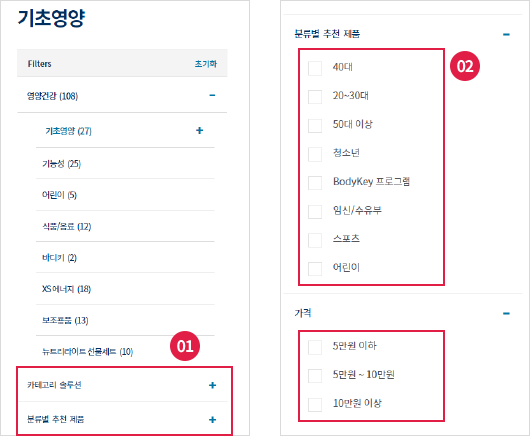 기초영양
Filters 초기화
영양건강 (108)
기초영양 (27)
기능성 (25)
어린이 (5)
식품/음료 (12)
바디키 (2)
XS 에너지 (18)
보조용품 (13)
뉴트리라이트 선물세트 (10)
01
카테고리 솔루션
분류별 추천 제품
분류별 추천 제품
02
40대
20~30대
50대 이상
청소년
BodyKey 프로그램
임신/수유부
스포츠
어린이
가격
5만원 이하
5만원 ~ 10만원
10만원 이상